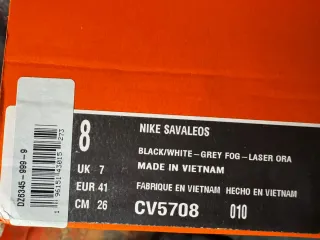 8
NIKE SAVALEOS
BLACK/WHITE-GREY FOG-LASER ORA
UK 7
MADE IN VIETNAM
EUR 41
FABRIQUE EN VIETNAM HECHO EN VIETNAM
CM 26
CV5708 010
DZ6345-999-9